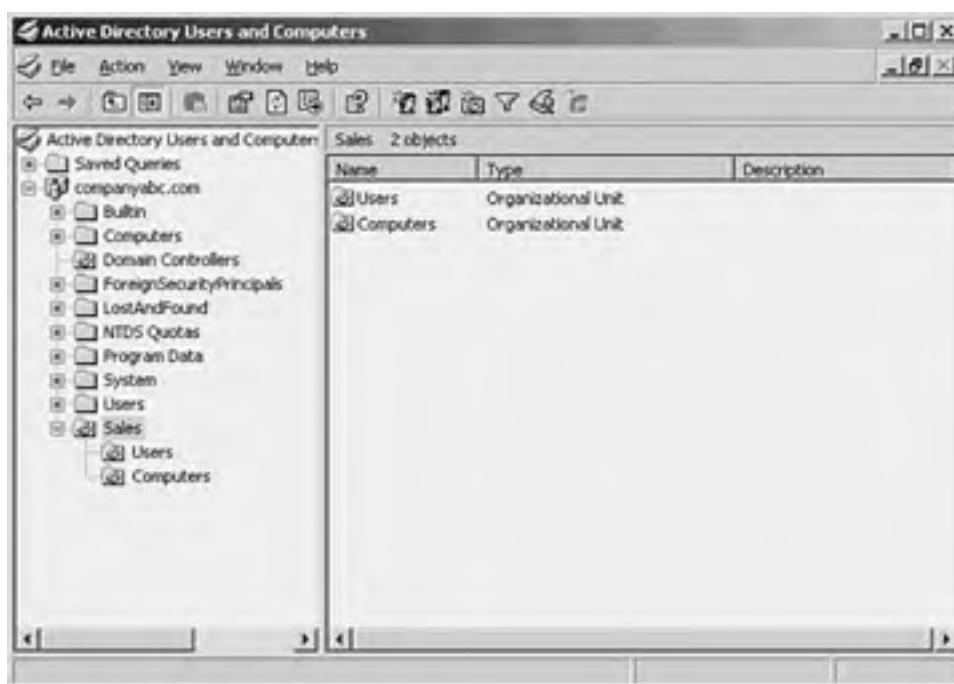 Active Directory Users and Computers
File Action View Window Help
Active Directory Users and Computer
Saved Queries
companyabc.com
Builtin
Computers
Domain Controllers
ForeignSecurityPrincipals
LostAndFound
NTDS Quotas
Program Data
System
Users
Sales
Users
Computers
Sales 2 objects
Name Type Description
Users Organizational Unit
Computers Organizational Unit